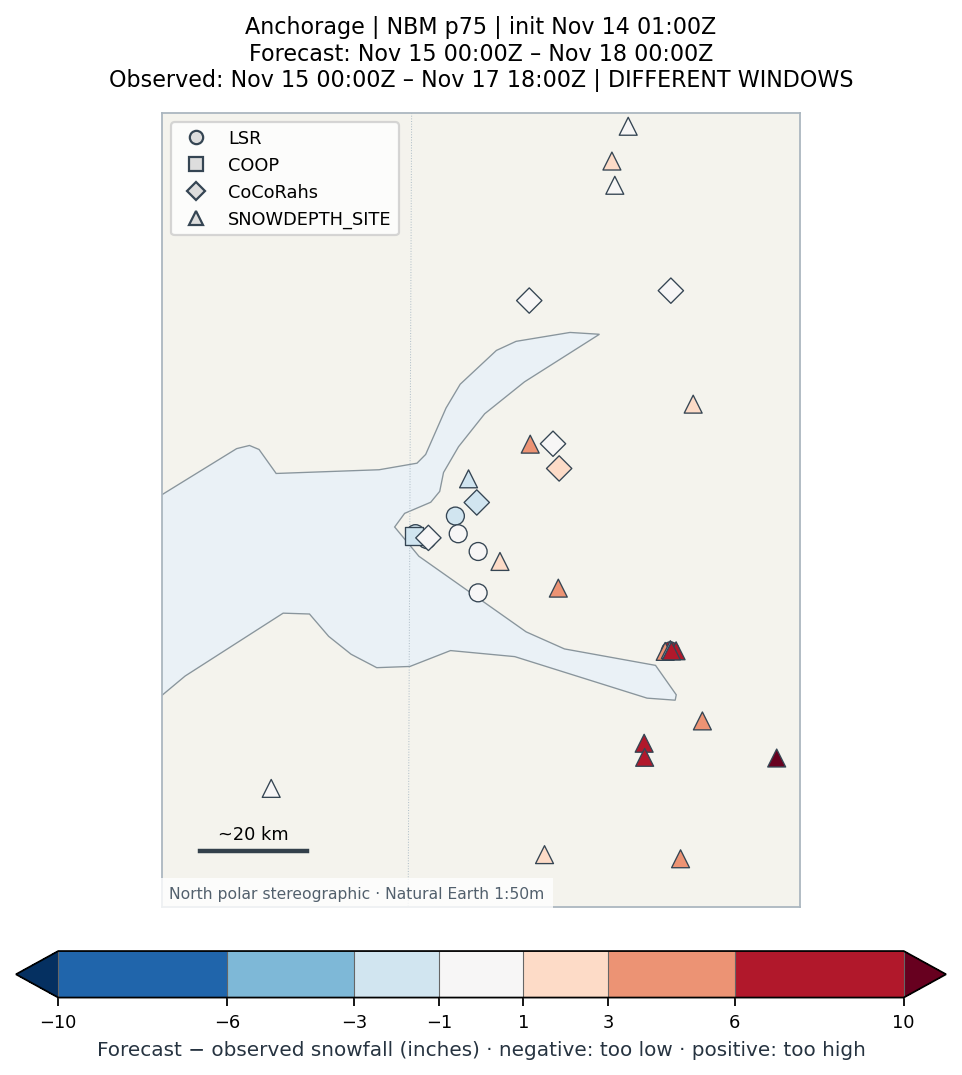 Anchorage | NBM p75 | init Nov 14 01:00Z
Forecast: Nov 15 00:00Z – Nov 18 00:00Z
Observed: Nov 15 00:00Z – Nov 17 18:00Z | DIFFERENT WINDOWS
LSR
COOP
CoCoRahs
SNOWDEPTH_SITE
~20 km
North polar stereographic · Natural Earth 1:50m
−10 −6 −3 −1 1 3 6 10
Forecast − observed snowfall (inches) · negative: too low · positive: too high